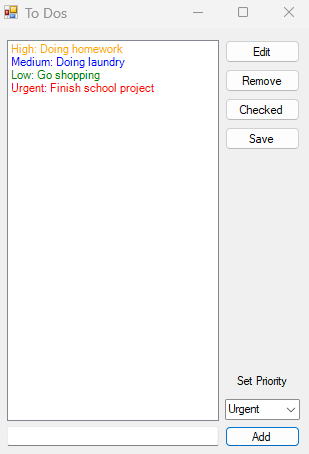 To Dos
High: Doing homework
Medium: Doing laundry
Low: Go shopping
Urgent: Finish school project
Edit
Remove
Checked
Save
Set Priority
Urgent
Add